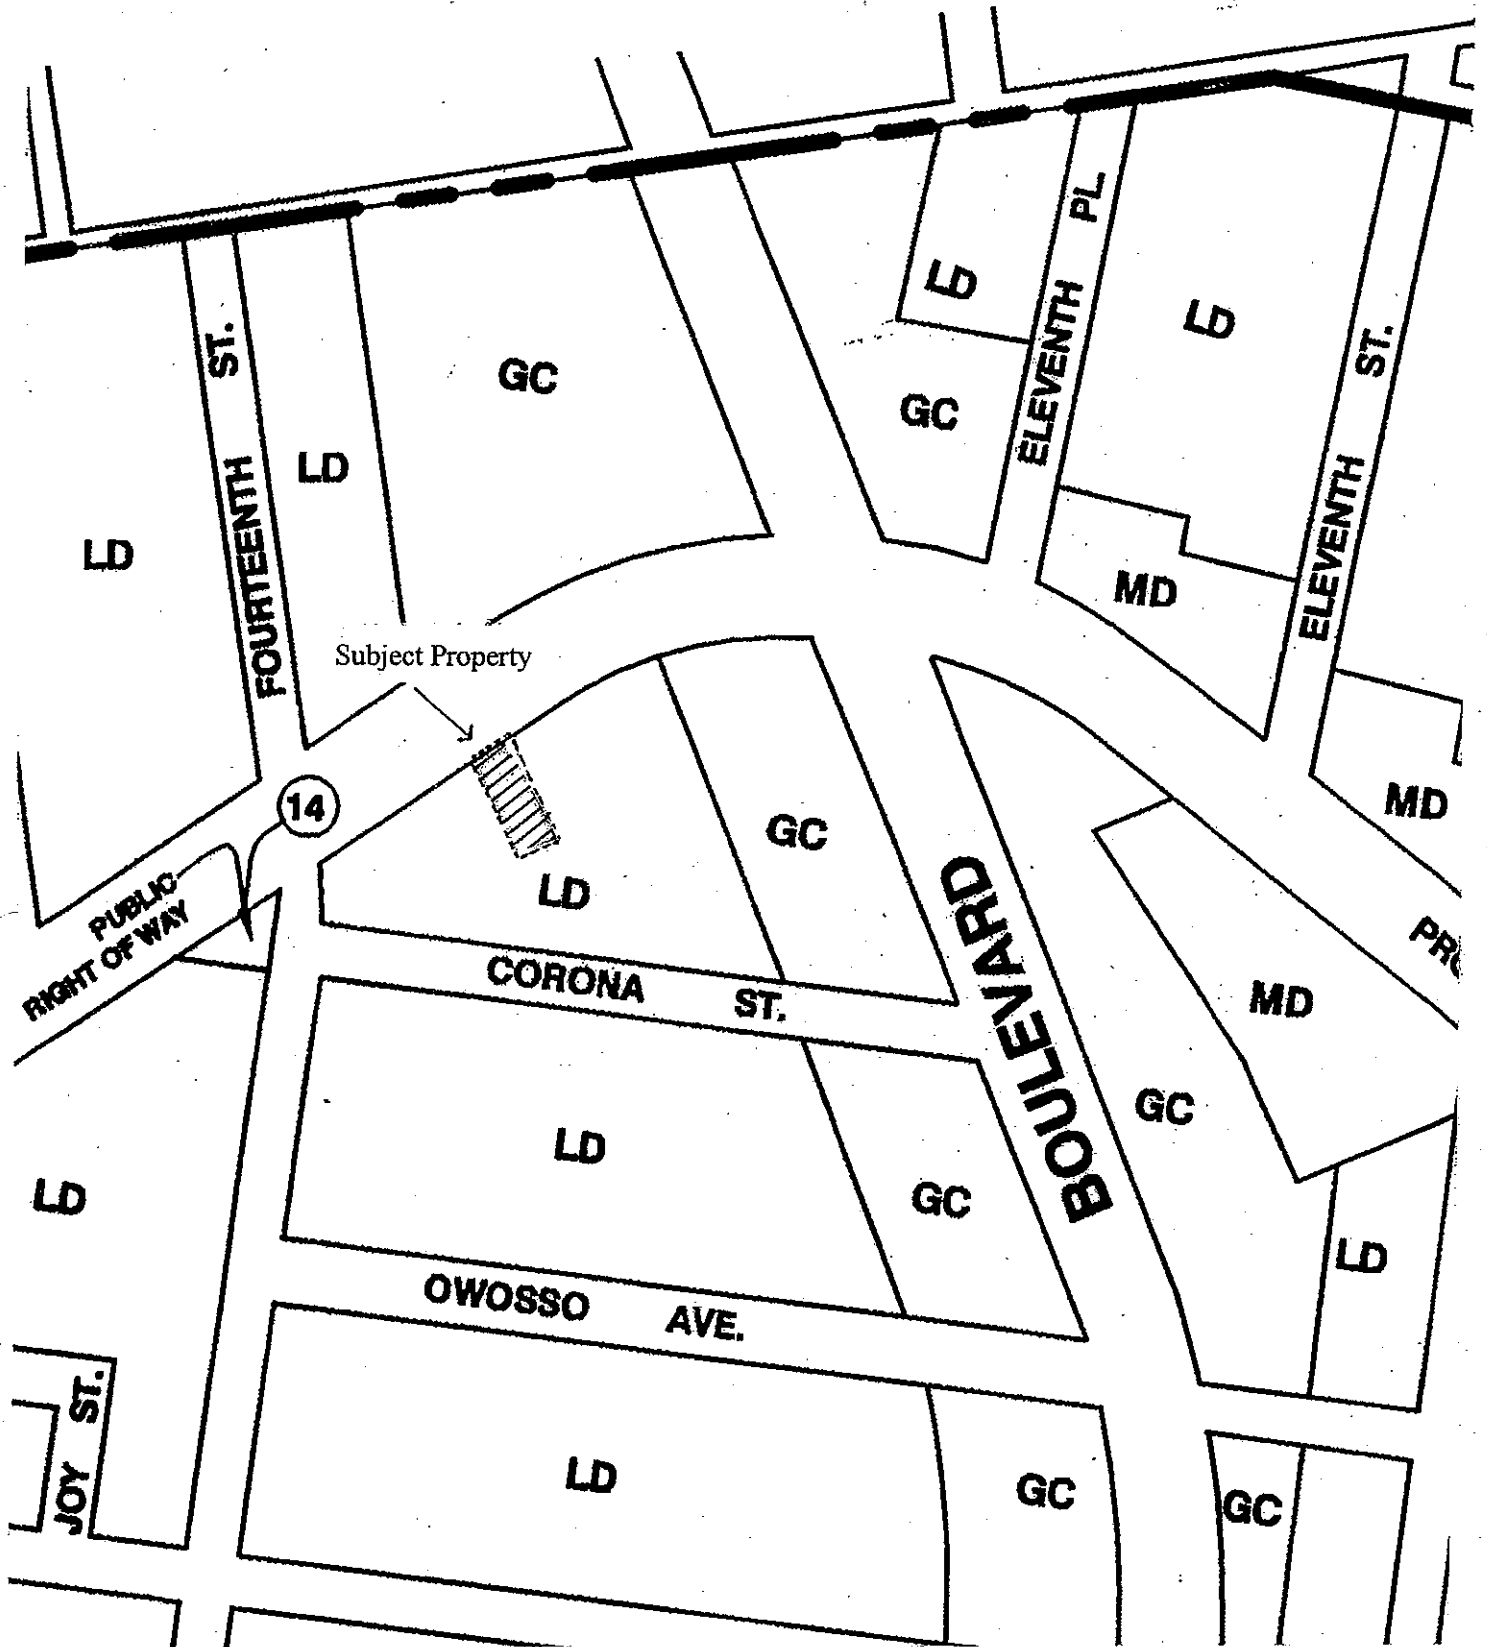 ELEVENTH PL.
LD
LD
FOURTEENTH ST.
GC
ELEVENTH ST.
GC
LD
LD
MD
Subject Property
14
GC
MD
LD
PUBLIC
RIGHT OF WAY
BOULEVARD
CORONA ST.
MD
GC
LD
LD
GC
LD
OWOSSO AVE.
JOY ST.
LD
GC
GC